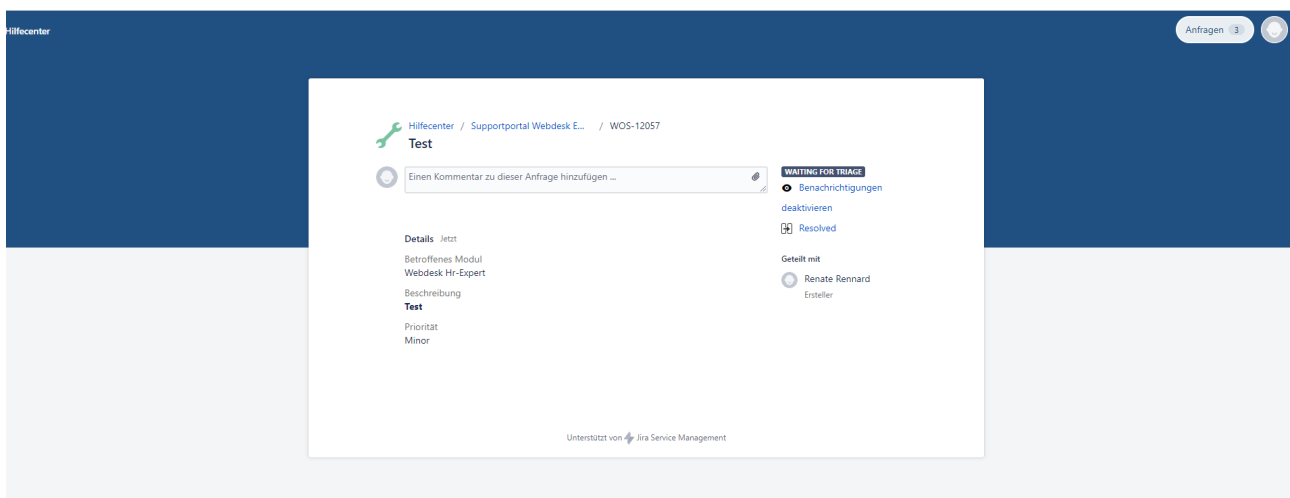 Hilfecenter
Anfragen 3
Hilfecenter / Supportportal Webdesk E... / WOS-12057
Test
Einen Kommentar zu dieser Anfrage hinzufügen ...
WAITING FOR TRIAGE
Benachrichtigungen
deaktivieren
Resolved
Details Jetzt
Betroffenes Modul
Webdesk Hr-Expert
Beschreibung
Test
Priorität
Minor
Geteilt mit
Renate Rennard
Ersteller
Unterstützt von Jira Service Management